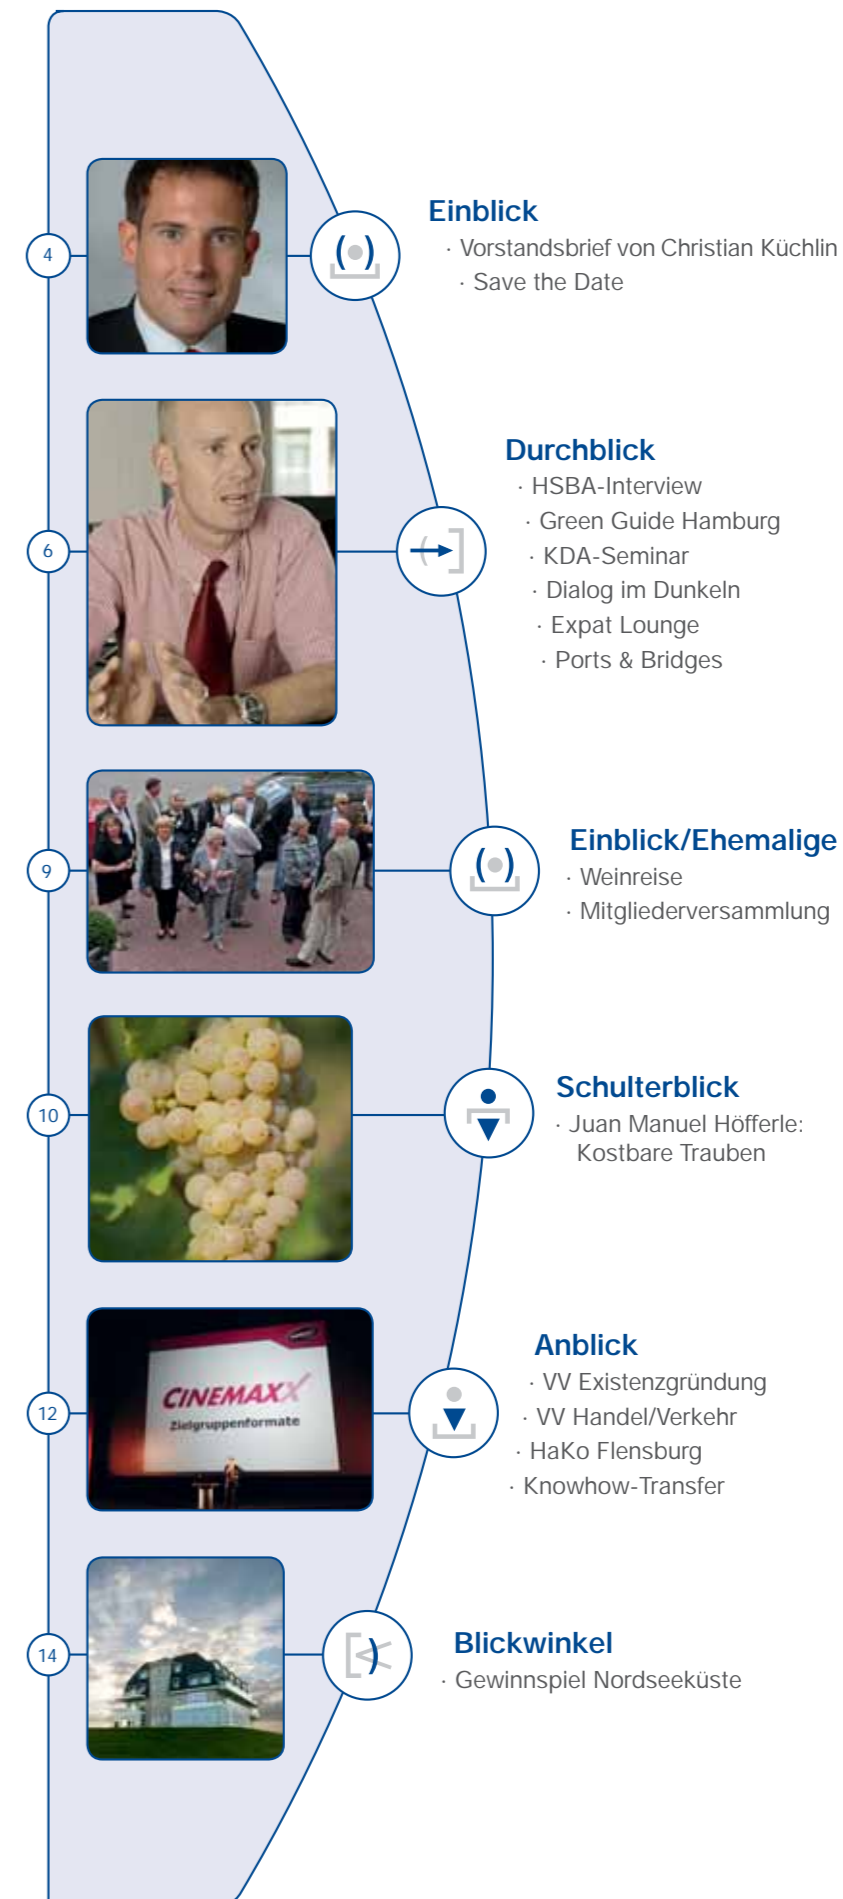 4
Einblick
· Vorstandsbrief von Christian Küchlin
· Save the Date
6
Durchblick
· HSBA-Interview
· Green Guide Hamburg
· KDA-Seminar
· Dialog im Dunkeln
· Expat Lounge
· Ports & Bridges
9
Einblick/Ehemalige
· Weinreise
· Mitgliederversammlung
10
Schulterblick
· Juan Manuel Höfferle:
Kostbare Trauben
12
CINEMAXX
Zielgruppenformate
Anblick
· VV Existenzgründung
· VV Handel/Verkehr
· HaKo Flensburg
· Knowhow-Transfer
14
Blickwinkel
· Gewinnspiel Nordseeküste